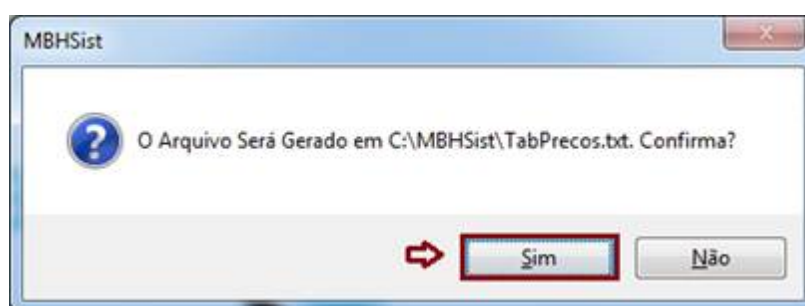 MBHSist
O Arquivo Será Gerado em C:\MBHSist\TabPrecos.txt. Confirma?
Sim
Não